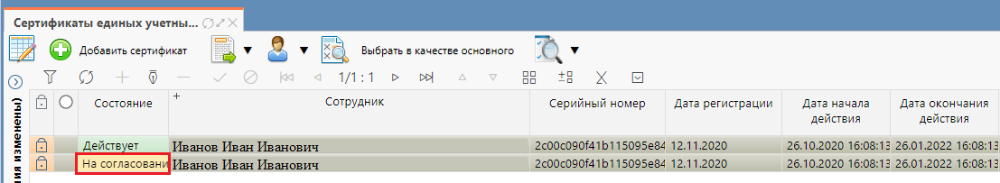 Сертификаты единых учетны...
Добавить сертификат
Выбрать в качестве основного
1/1 : 1
ия изменены)
Состояние
+
Сотрудник
Серийный номер
Дата регистрации
Дата начала
действия
Дата окончания
действия
Действует
Иванов Иван Иванович
2c00c090f41b115095e84
12.11.2020
26.10.2020 16:08:13
26.01.2022 16:08:13
На согласовани
Иванов Иван Иванович
2c00c090f41b115095e84
12.11.2020
26.10.2020 16:08:13
26.01.2022 16:08:13